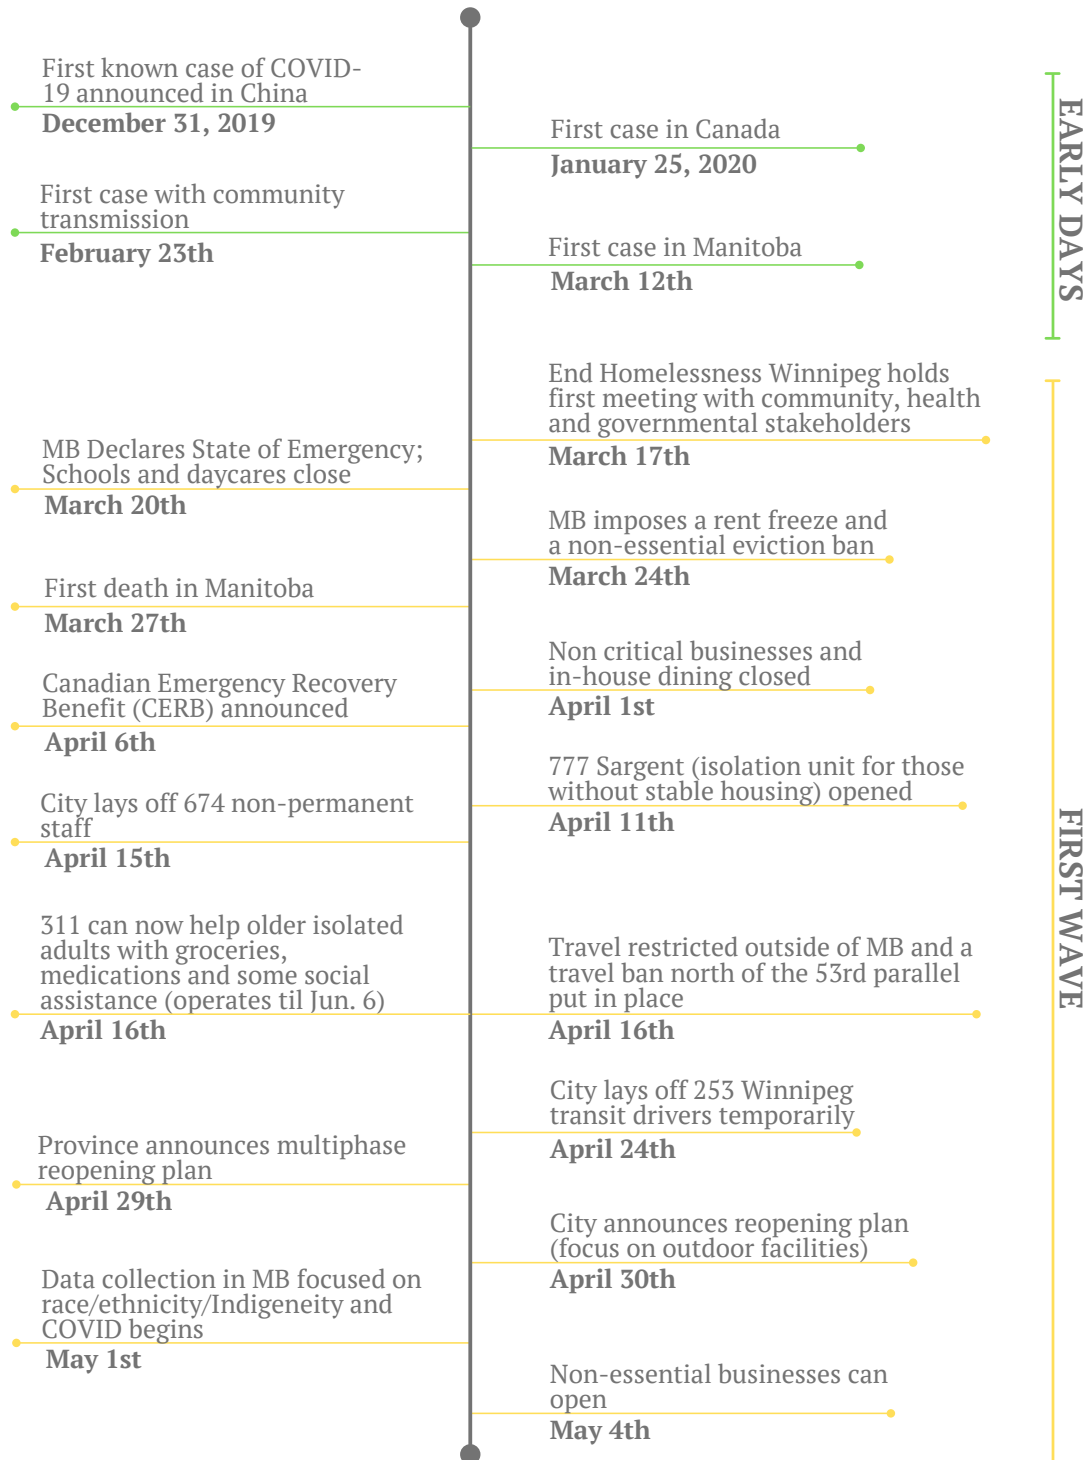 First known case of COVID-
19 announced in China
December 31, 2019
First case in Canada
January 25, 2020
First case with community
transmission
February 23th
First case in Manitoba
March 12th
EARLY DAYS
End Homelessness Winnipeg holds
first meeting with community, health
and governmental stakeholders
March 17th
MB Declares State of Emergency;
Schools and daycares close
March 20th
MB imposes a rent freeze and
a non-essential eviction ban
March 24th
First death in Manitoba
March 27th
Non critical businesses and
in-house dining closed
April 1st
Canadian Emergency Recovery
Benefit (CERB) announced
April 6th
777 Sargent (isolation unit for those
without stable housing) opened
April 11th
City lays off 674 non-permanent
staff
April 15th
311 can now help older isolated
adults with groceries,
medications and some social
assistance (operates til Jun. 6)
April 16th
Travel restricted outside of MB and a
travel ban north of the 53rd parallel
put in place
April 16th
City lays off 253 Winnipeg
transit drivers temporarily
April 24th
Province announces multiphase
reopening plan
April 29th
City announces reopening plan
(focus on outdoor facilities)
April 30th
Data collection in MB focused on
race/ethnicity/Indigeneity and
COVID begins
May 1st
Non-essential businesses can
open
May 4th
FIRST WAVE